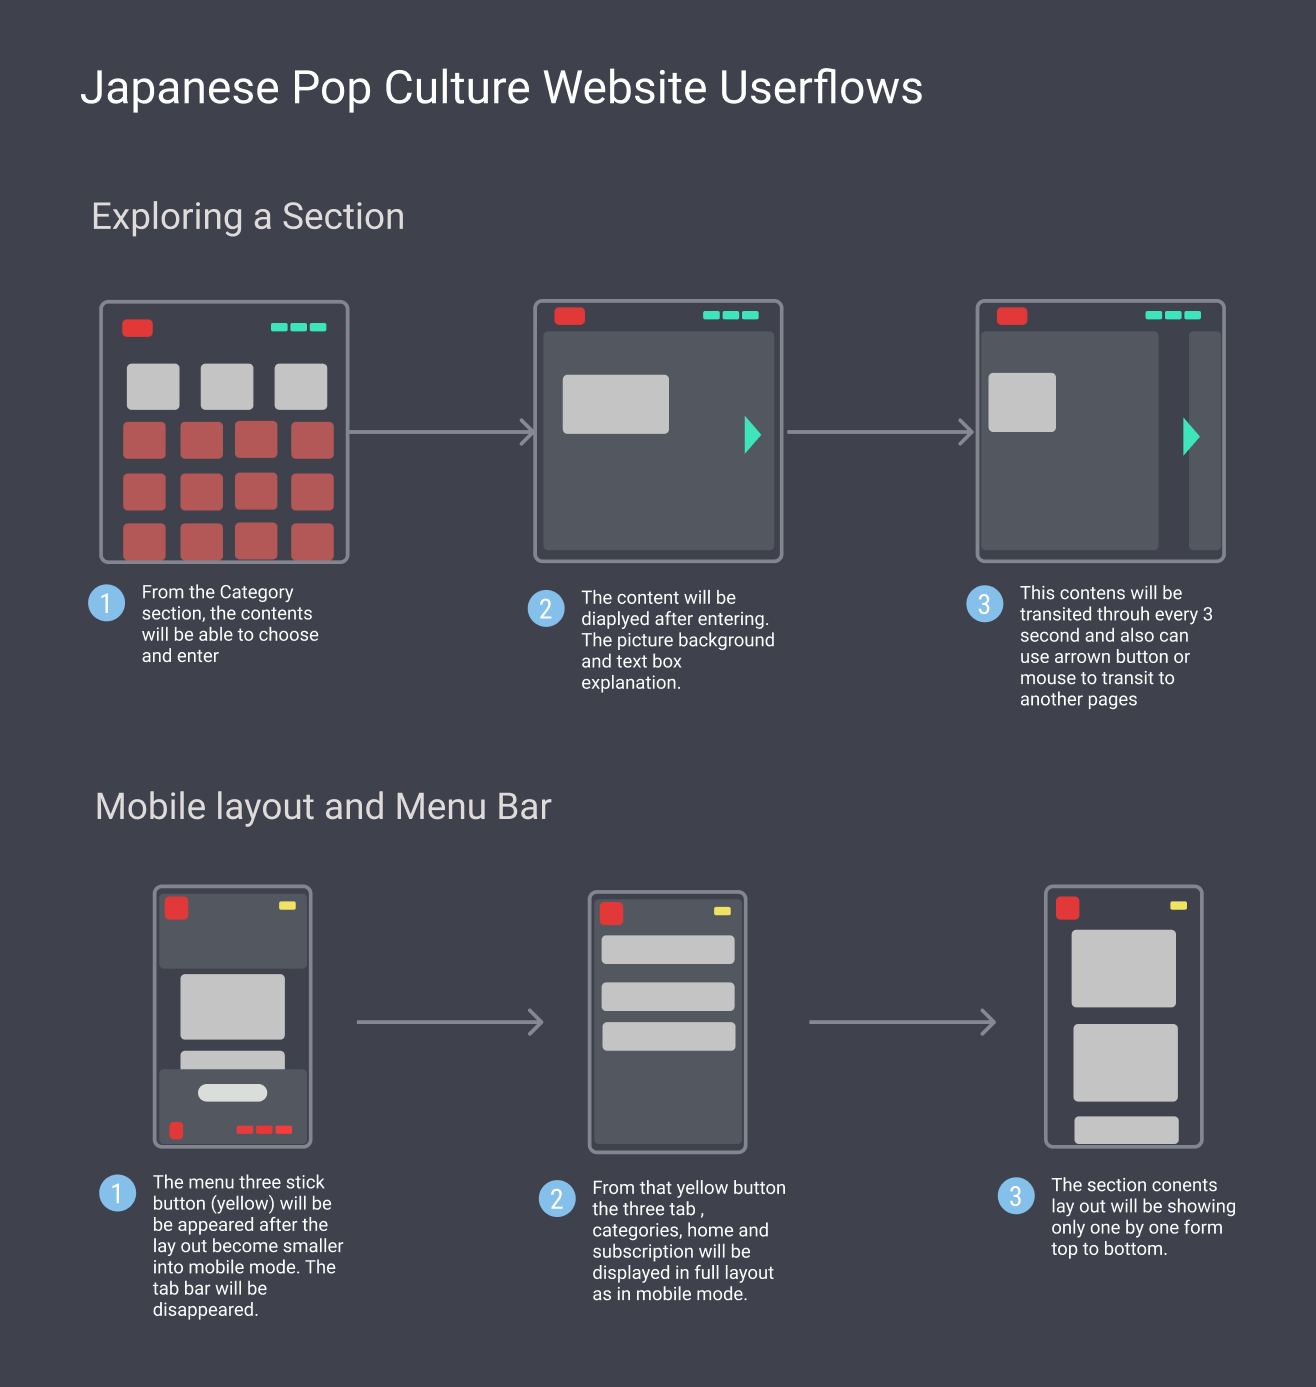 Japanese Pop Culture Website Userflows
Exploring a Section
1
From the Category
section, the contents
will be able to choose
and enter
2
The content will be
diaplyed after entering.
The picture background
and text box
explanation.
3
This contens will be
transited throuh every 3
second and also can
use arrown button or
mouse to transit to
another pages
Mobile layout and Menu Bar
1
The menu three stick
button (yellow) will be
be appeared after the
lay out become smaller
into mobile mode. The
tab bar will be
disappeared.
2
From that yellow button
the three tab ,
categories, home and
subscription will be
displayed in full layout
as in mobile mode.
3
The section conents
lay out will be showing
only one by one form
top to bottom.